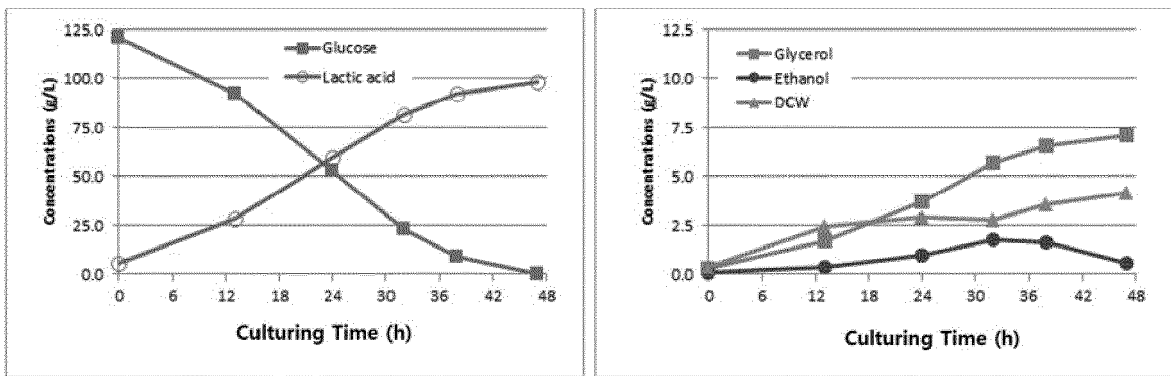 125.0
100.0
75.0
50.0
25.0
0.0
Concentrations (g/L)
Glucose
Lactic acid
0 6 12 18 24 30 36 42 48
Culturing Time (h)
12.5
10.0
7.5
5.0
2.5
0.0
Concentrations (g/L)
Glycerol
Ethanol
DCW
0 6 12 18 24 30 36 42 48
Culturing Time (h)